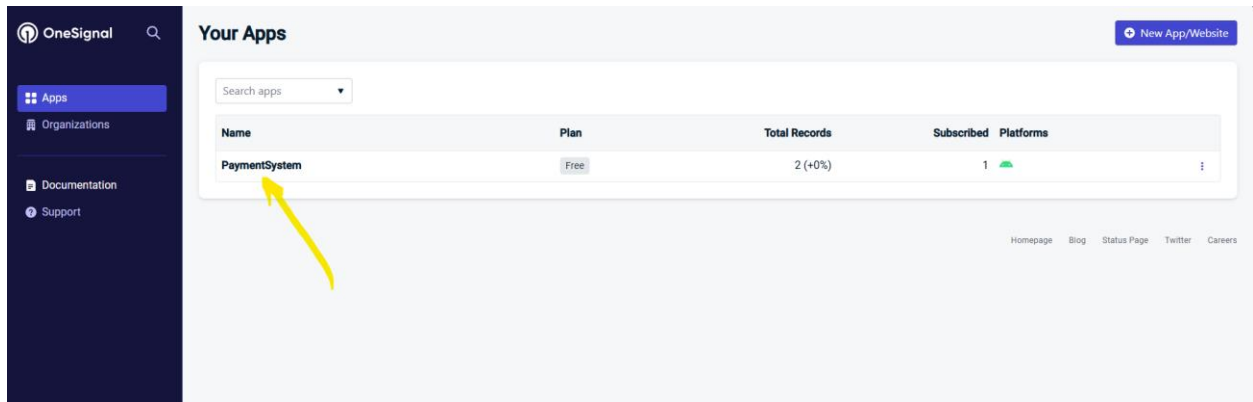 OneSignal
Apps
Organizations
Documentation
Support
Your Apps
New App/Website
Search apps
Name Plan Total Records Subscribed Platforms
PaymentSystem Free 2 (+0%) 1
Homepage Blog Status Page Twitter Careers